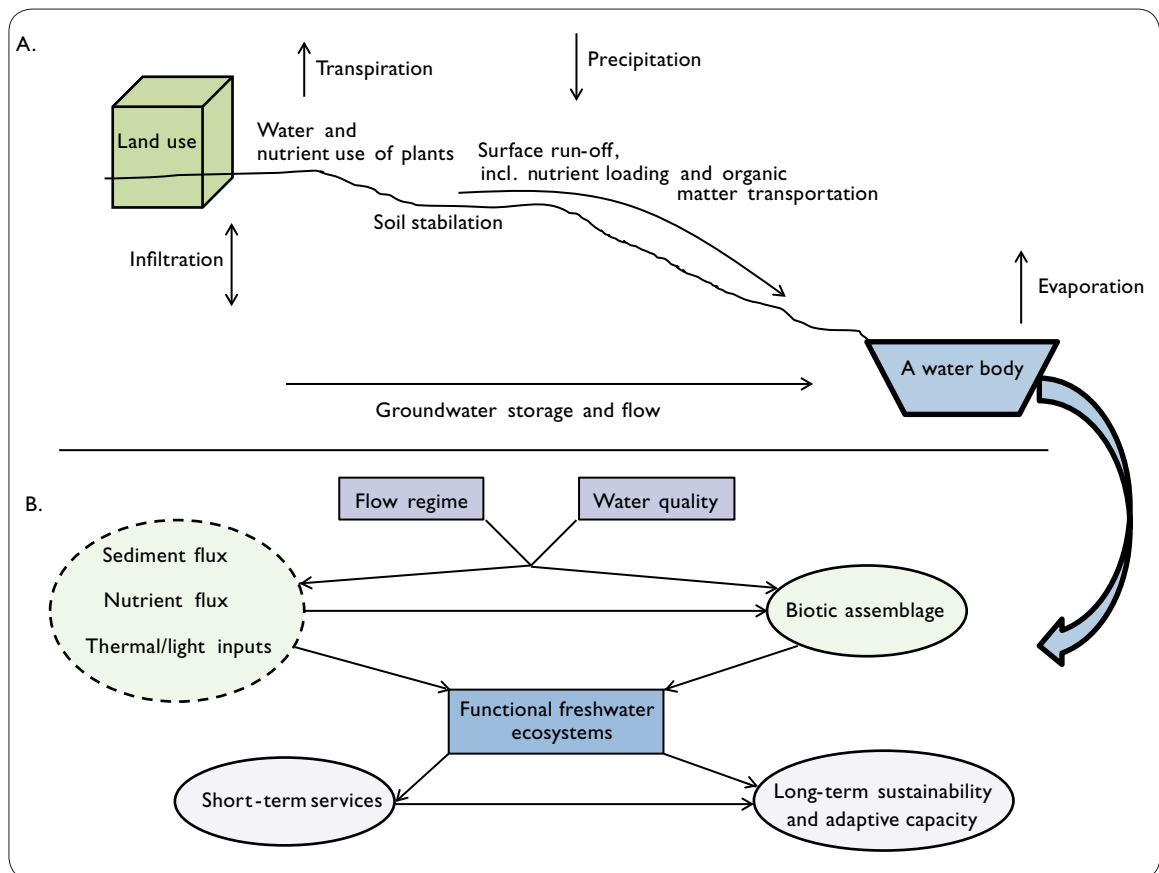 A.
Transpiration
Precipitation
Land use
Water and
nutrient use of plants
Surface run-off,
incl. nutrient loading and organic
matter transportation
Soil stabilation
Infiltration
Evaporation
A water body
Groundwater storage and flow
B.
Flow regime
Water quality
Sediment flux
Nutrient flux
Thermal/light inputs
Biotic assemblage
Functional freshwater
ecosystems
Short-term services
Long-term sustainability
and adaptive capacity